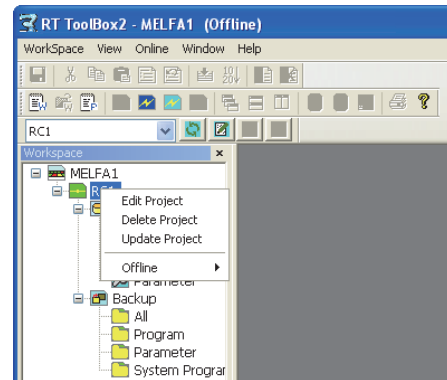 RT ToolBox2 - MELFA1 (Offline)
WorkSpace View Online Window Help
RC1
Workspace
MELFA1
RC1
Edit Project
Delete Project
Update Project
Offline
Parameter
Backup
All
Program
Parameter
System Progra